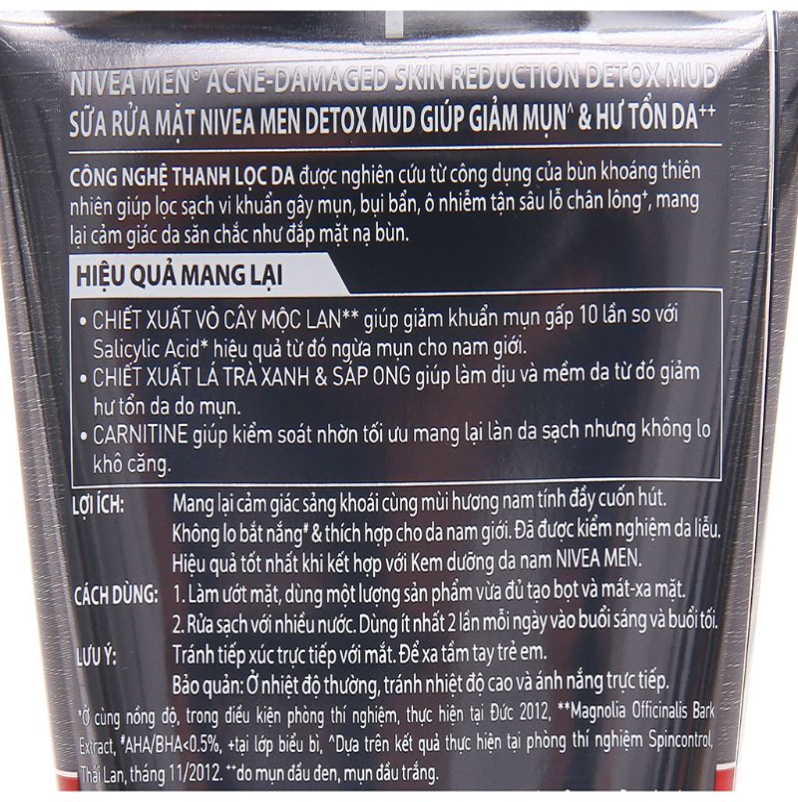 NIVEA MEN® ACNE-DAMAGED SKIN REDUCTION DETOX MUD
SỮA RỬA MẶT NIVEA MEN DETOX MUD GIÚP GIẢM MỤN^ & HƯ TỔN DA++
CÔNG NGHỆ THANH LỌC DA được nghiên cứu từ công dụng của bùn khoáng thiên
nhiên giúp lọc sạch vi khuẩn gây mụn, bụi bẩn, ô nhiễm tận sâu lỗ chân lông+, mang
lại cảm giác da săn chắc như đắp mặt nạ bùn.
HIỆU QUẢ MANG LẠI
• CHIẾT XUẤT VỎ CÂY MỘC LAN** giúp giảm khuẩn mụn gấp 10 lần so với
Salicylic Acid* hiệu quả từ đó ngừa mụn cho nam giới.
• CHIẾT XUẤT LÁ TRÀ XANH & SÁP ONG giúp làm dịu và mềm da từ đó giảm
hư tổn da do mụn.
• CARNITINE giúp kiểm soát nhờn tối ưu mang lại làn da sạch nhưng không lo
khô căng.
LỢI ÍCH: Mang lại cảm giác sảng khoái cùng mùi hương nam tính đầy cuốn hút.
Không lo bắt nắng# & thích hợp cho da nam giới. Đã được kiểm nghiệm da liễu.
Hiệu quả tốt nhất khi kết hợp với Kem dưỡng da nam NIVEA MEN.
CÁCH DÙNG: 1. Làm ướt mặt, dùng một lượng sản phẩm vừa đủ tạo bọt và mát-xa mặt.
2. Rửa sạch với nhiều nước. Dùng ít nhất 2 lần mỗi ngày vào buổi sáng và buổi tối.
LƯU Ý: Tránh tiếp xúc trực tiếp với mắt. Để xa tầm tay trẻ em.
Bảo quản: Ở nhiệt độ thường, tránh nhiệt độ cao và ánh nắng trực tiếp.
*Ở cùng nồng độ, trong điều kiện phòng thí nghiệm, thực hiện tại Đức 2012, **Magnolia Officinalis Bark
Extract, #AHA/BHA<0.5%, +tại lớp biểu bì, ^Dựa trên kết quả thực hiện tại phòng thí nghiệm Spincontrol,
Thái Lan, tháng 11/2012. ++do mụn đầu đen, mụn đầu trắng.